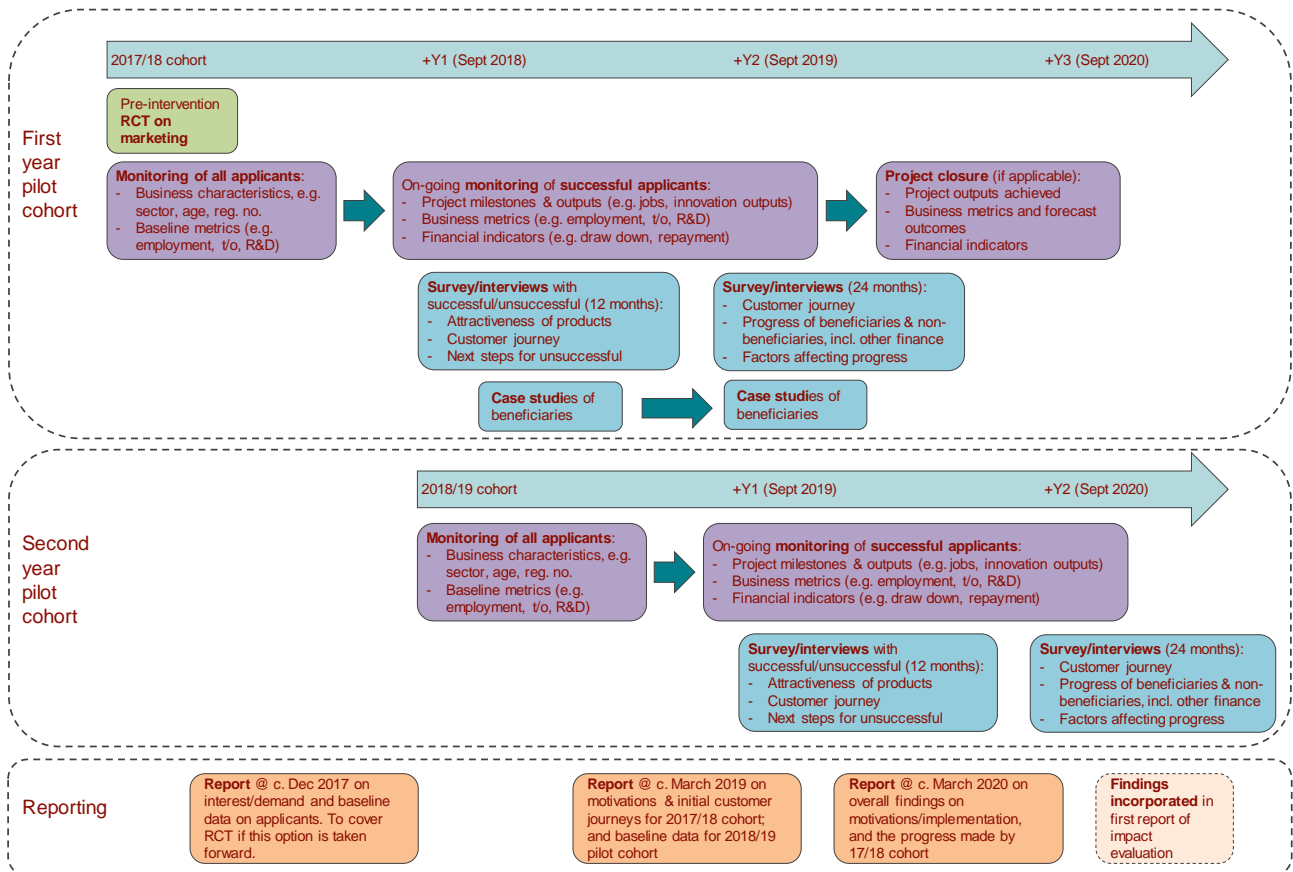 2017/18 cohort
+Y1 (Sept 2018)
+Y2 (Sept 2019)
+Y3 (Sept 2020)
First
year
pilot
cohort
Pre-intervention
RCT on
marketing
Monitoring of all applicants:
- Business characteristics, e.g.
sector, age, reg. no.
- Baseline metrics (e.g.
employment, t/o, R&D)
On-going monitoring of successful applicants:
- Project milestones & outputs (e.g. jobs, innovation outputs)
- Business metrics (e.g. employment, t/o, R&D)
- Financial indicators (e.g. draw down, repayment)
Project closure (if applicable):
- Project outputs achieved
- Business metrics and forecast
outcomes
- Financial indicators
Survey/interviews with
successful/unsuccessful (12 months):
- Attractiveness of products
- Customer journey
- Next steps for unsuccessful
Survey/interviews (24 months):
- Customer journey
- Progress of beneficiaries & non-
beneficiaries, incl. other finance
- Factors affecting progress
Case studies of
beneficiaries
Case studies of
beneficiaries
2018/19 cohort
+Y1 (Sept 2019)
+Y2 (Sept 2020)
Second
year
pilot
cohort
Monitoring of all applicants:
- Business characteristics, e.g.
sector, age, reg. no.
- Baseline metrics (e.g.
employment, t/o, R&D)
On-going monitoring of successful applicants:
- Project milestones & outputs (e.g. jobs, innovation outputs)
- Business metrics (e.g. employment, t/o, R&D)
- Financial indicators (e.g. draw down, repayment)
Survey/interviews with
successful/unsuccessful (12 months):
- Attractiveness of products
- Customer journey
- Next steps for unsuccessful
Survey/interviews (24 months):
- Customer journey
- Progress of beneficiaries & non-
beneficiaries, incl. other finance
- Factors affecting progress
Reporting
Report @ c. Dec 2017 on
interest/demand and baseline
data on applicants. To cover
RCT if this option is taken
forward.
Report @ c. March 2019 on
motivations & initial customer
journeys for 2017/18 cohort;
and baseline data for 2018/19
pilot cohort
Report @ c. March 2020 on
overall findings on
motivations/implementation,
and the progress made by
17/18 cohort
Findings
incorporated in
first report of
impact
evaluation